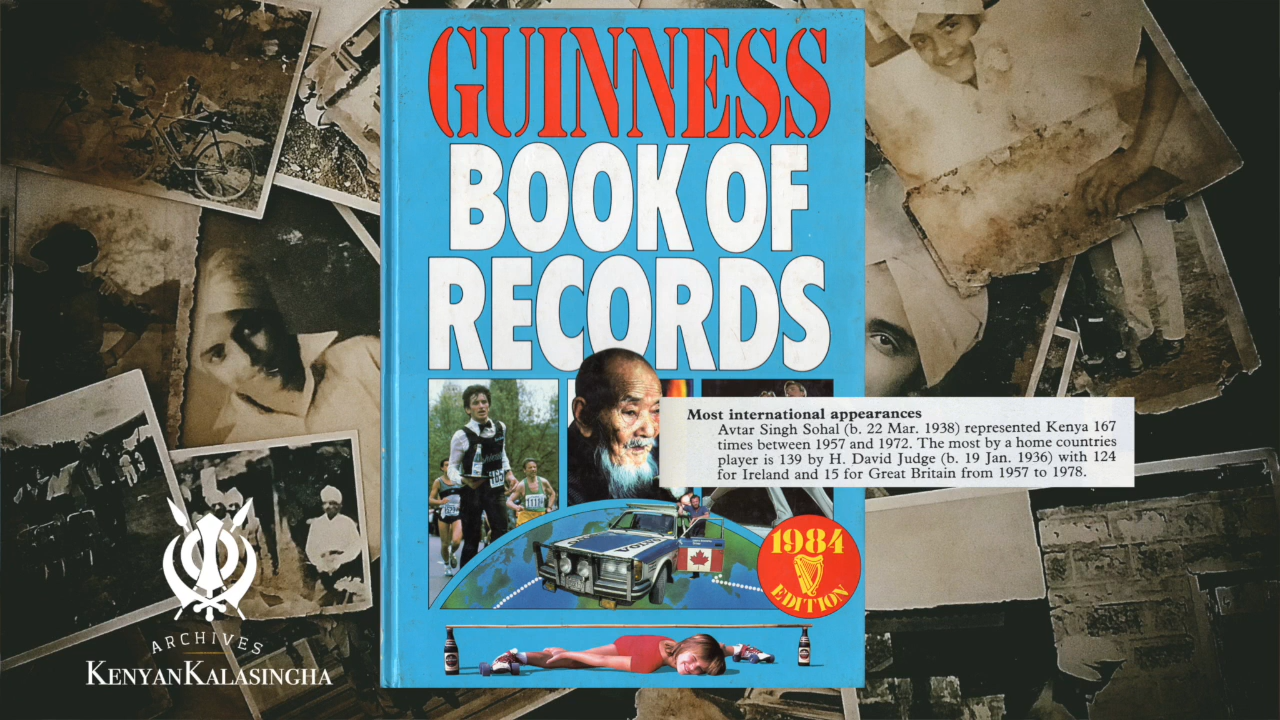 GUINNESS
BOOK OF
RECORDS
Most international appearances
Avtar Singh Sohal (b. 22 Mar. 1938) represented Kenya 167
times between 1957 and 1972. The most by a home countries
player is 139 by H. David Judge (b. 19 Jan. 1936) with 124
for Ireland and 15 for Great Britain from 1957 to 1978.
1984
EDITION
ARCHIVES
KENYANKALASINGHA